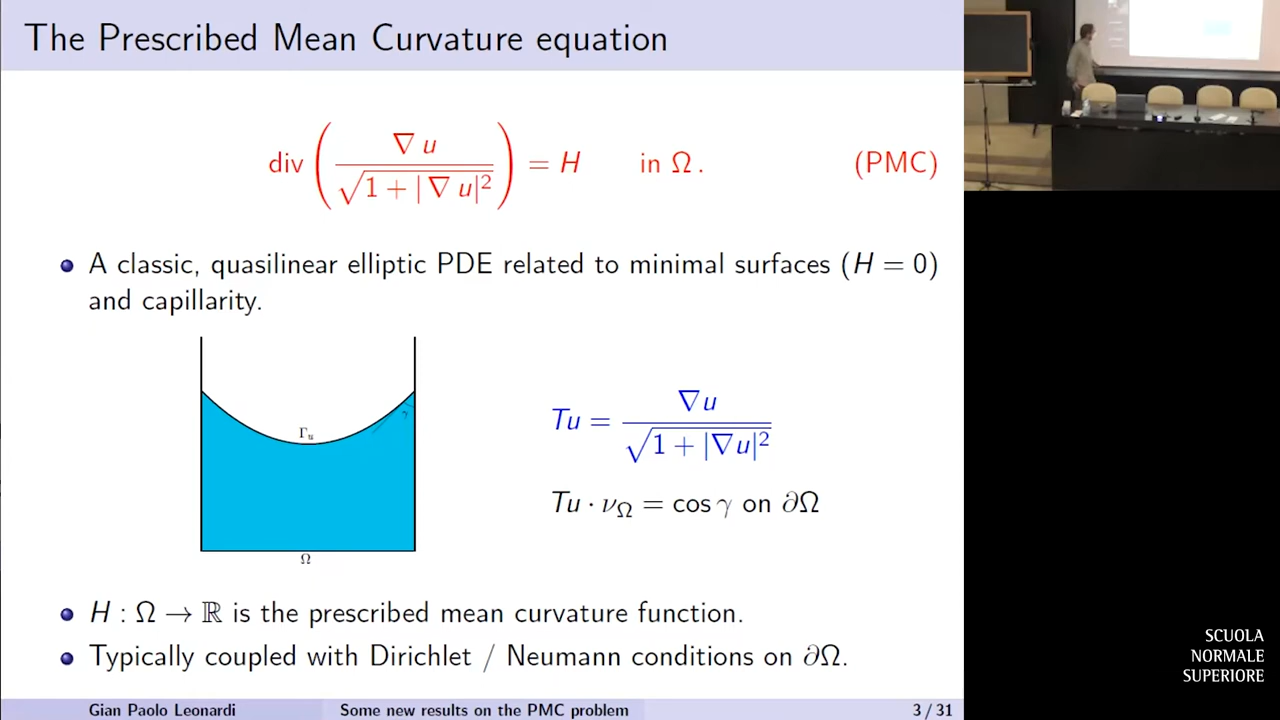 The Prescribed Mean Curvature equation
div ( ∇ u / √(1 + | ∇ u|²) ) = H in Ω . (PMC)
A classic, quasilinear elliptic PDE related to minimal surfaces (H = 0)
and capillarity.
γ
Γu
Ω
Tu = ∇u / √(1 + |∇u|²)
Tu · νΩ = cos γ on ∂Ω
H : Ω → ℝ is the prescribed mean curvature function.
Typically coupled with Dirichlet / Neumann conditions on ∂Ω.
Gian Paolo Leonardi Some new results on the PMC problem 3 / 31
SCUOLA
NORMALE
SUPERIORE